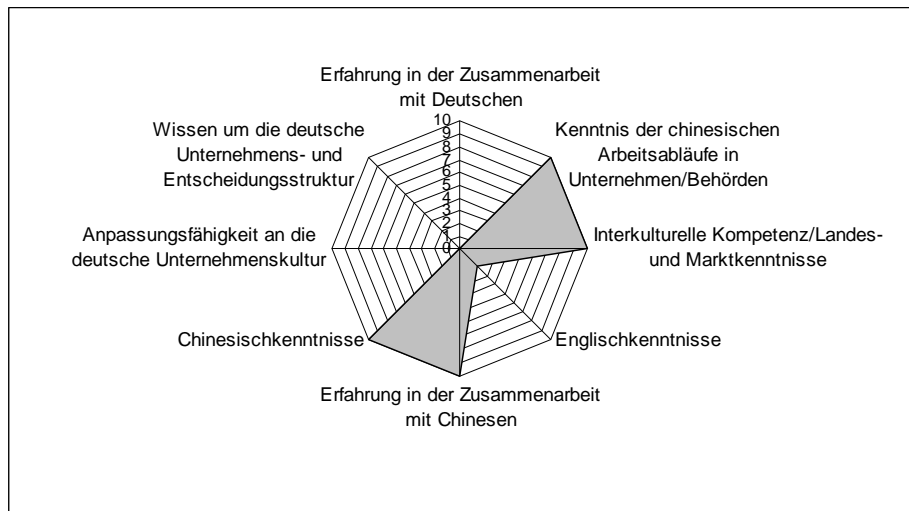 Erfahrung in der Zusammenarbeit
mit Deutschen
Kenntnis der chinesischen
Arbeitsabläufe in
Unternehmen/Behörden
Interkulturelle Kompetenz/Landes-
und Marktkenntnisse
Englischkenntnisse
Erfahrung in der Zusammenarbeit
mit Chinesen
Chinesischkenntnisse
Anpassungsfähigkeit an die
deutsche Unternehmenskultur
Wissen um die deutsche
Unternehmens- und
Entscheidungsstruktur
10
9
8
7
6
5
4
3
2
1
0